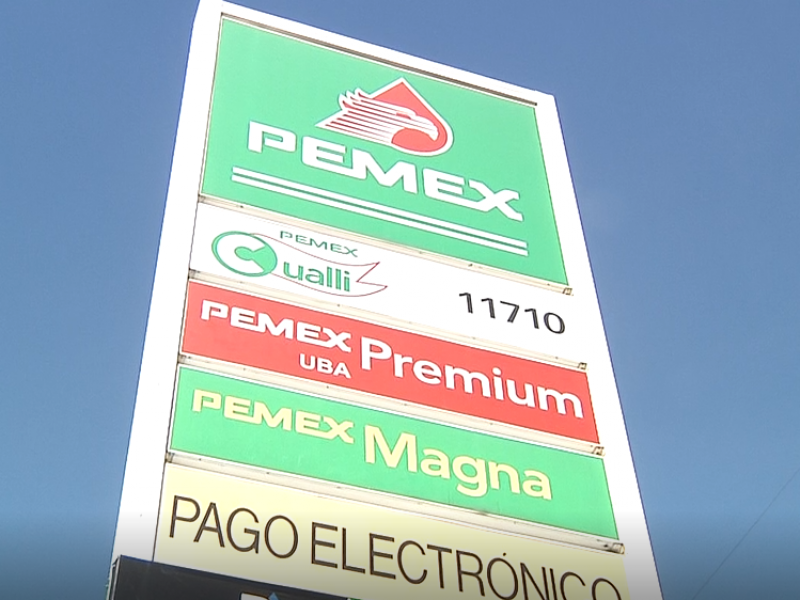 PEMEX
PEMEX
Cualli 11710
PEMEX Premium
UBA
PEMEX Magna
PAGO ELECTRÓNICO